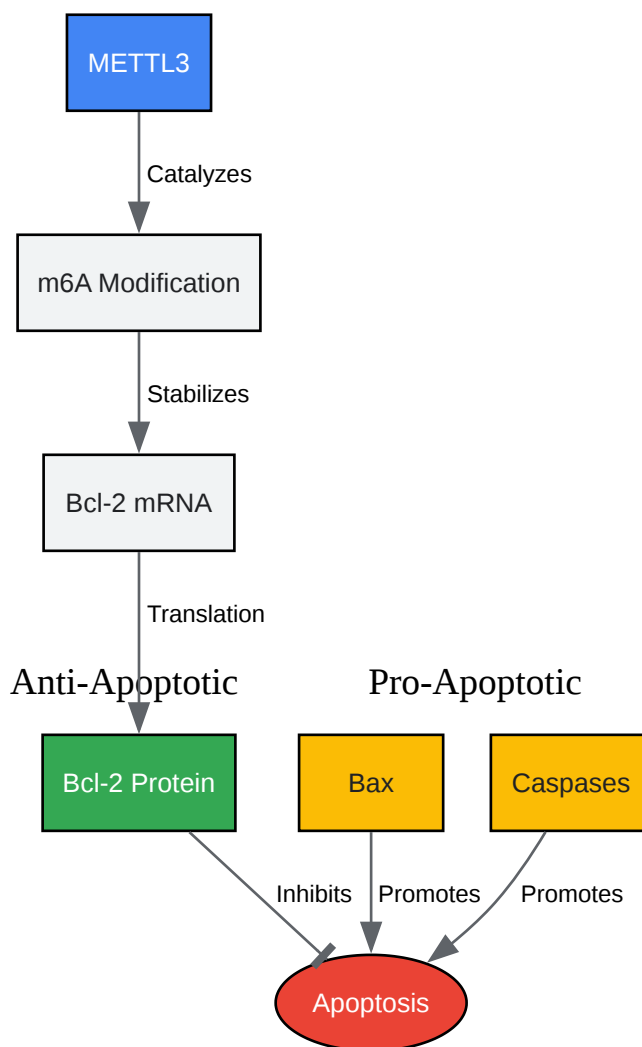 METTL3
Catalyzes
m6A Modification
Stabilizes
Bcl-2 mRNA
Translation
Anti-Apoptotic
Pro-Apoptotic
Bcl-2 Protein
Bax
Caspases
Inhibits
Promotes
Promotes
Apoptosis